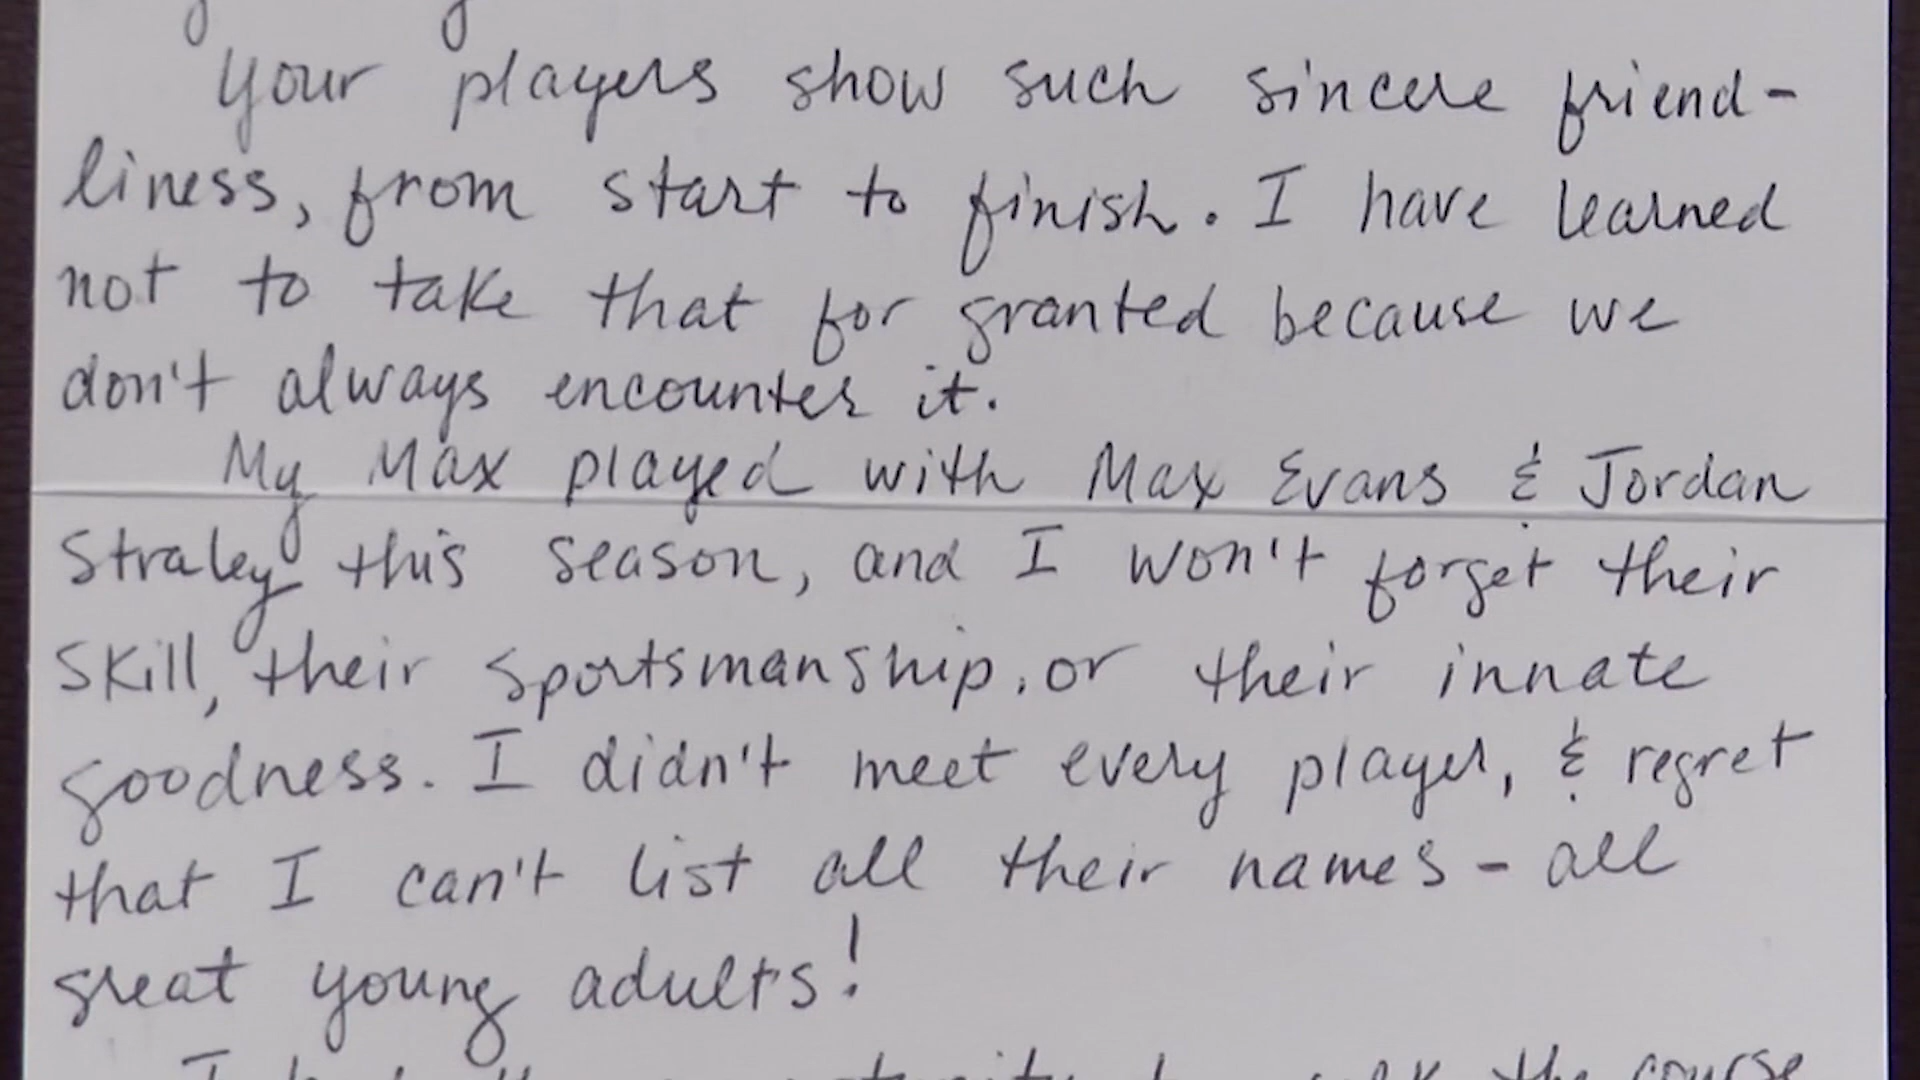 Your players show such sincere friend-
liness, from start to finish. I have learned
not to take that for granted because we
don't always encounter it.
My Max played with Max Evans & Jordan
Straley this season, and I won't forget their
skill, their sportsmanship, or their innate
goodness. I didn't meet every player, & regret
that I can't list all their names - all
great young adults!
the course